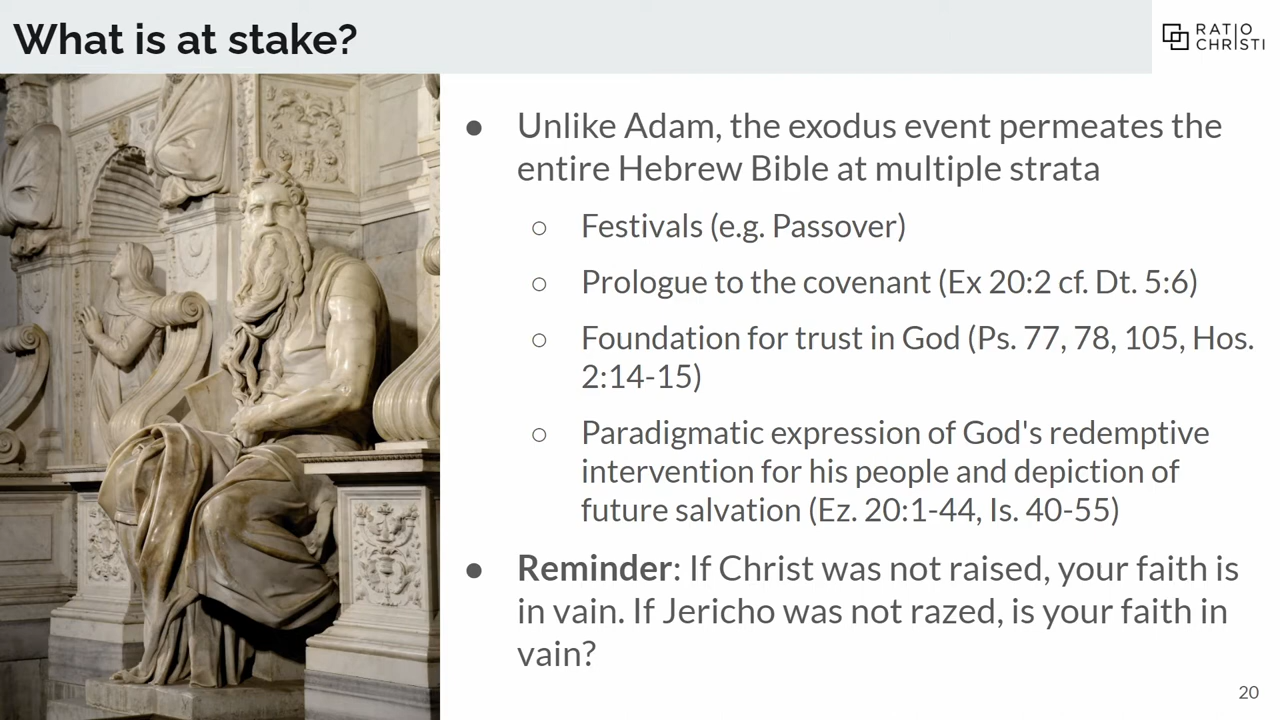 What is at stake?
RATIO
CHRISTI
● Unlike Adam, the exodus event permeates the
entire Hebrew Bible at multiple strata
○ Festivals (e.g. Passover)
○ Prologue to the covenant (Ex 20:2 cf. Dt. 5:6)
○ Foundation for trust in God (Ps. 77, 78, 105, Hos.
2:14-15)
○ Paradigmatic expression of God's redemptive
intervention for his people and depiction of
future salvation (Ez. 20:1-44, Is. 40-55)
● Reminder: If Christ was not raised, your faith is
in vain. If Jericho was not razed, is your faith in
vain?
20